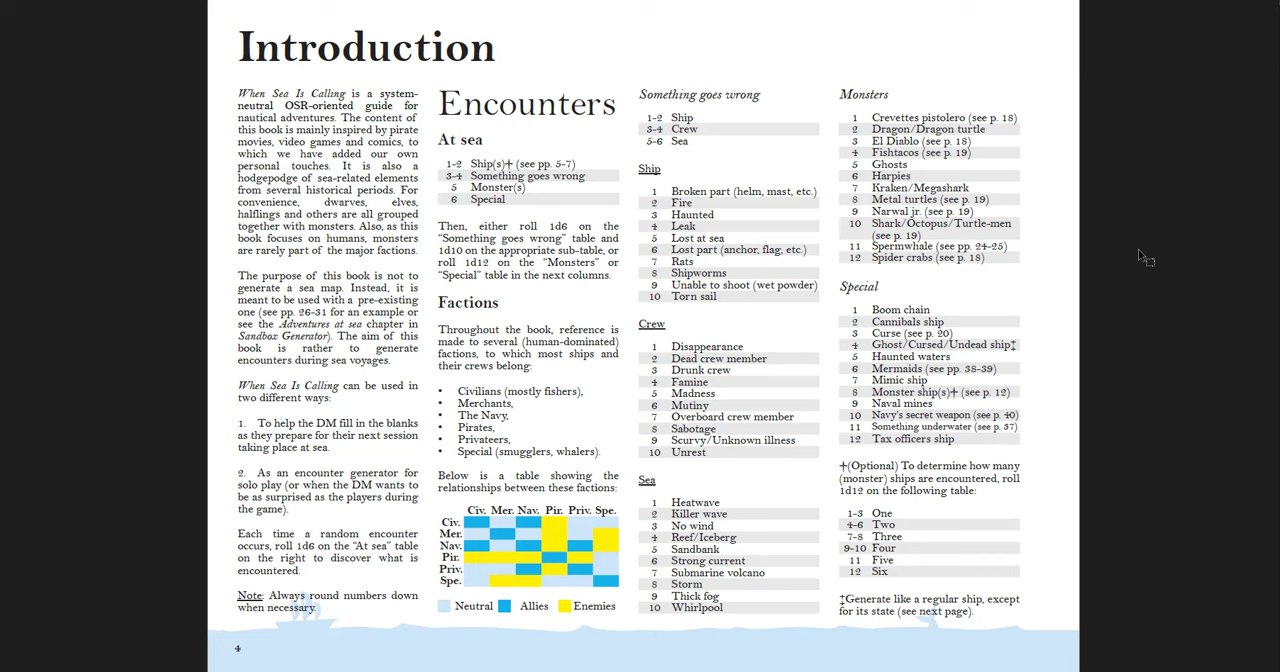 Introduction
When Sea Is Calling is a system-
neutral OSR-oriented guide for
nautical adventures. The content of
this book is mainly inspired by pirate
movies, video games and comics, to
which we have added our own
personal touches. It is also a
hodgepodge of sea-related elements
from several historical periods. For
convenience, dwarves, elves,
halflings and others are all grouped
together with monsters. Also, as this
book focuses on humans, monsters
are rarely part of the major factions.
The purpose of this book is not to
generate a sea map. Instead, it is
meant to be used with a pre-existing
one (see pp. 26-31 for an example or
see the Adventures at sea chapter in
Sandbox Generator). The aim of this
book is rather to generate
encounters during sea voyages.
When Sea Is Calling can be used in
two different ways:
1. To help the DM fill in the blanks
as they prepare for their next session
taking place at sea.
2. As an encounter generator for
solo play (or when the DM wants to
be as surprised as the players during
the game).
Each time a random encounter
occurs, roll 1d6 on the “At sea” table
on the right to discover what is
encountered.
Note: Always round numbers down
when necessary.
Encounters
At sea
1-2 Ship(s)† (see pp. 5-7)
3-4 Something goes wrong
5 Monster(s)
6 Special
Then, either roll 1d6 on the
“Something goes wrong” table and
1d10 on the appropriate sub-table, or
roll 1d12 on the “Monsters” or
“Special” table in the next columns.
Factions
Throughout the book, reference is
made to several (human-dominated)
factions, to which most ships and
their crews belong:
• Civilians (mostly fishers),
• Merchants,
• The Navy,
• Pirates,
• Privateers,
• Special (smugglers, whalers).
Below is a table showing the
relationships between these factions:
Civ. Mer. Nav. Pir. Priv. Spe.
Civ.
Mer.
Nav.
Pir.
Priv.
Spe.
Neutral Allies Enemies
Something goes wrong
1-2 Ship
3-4 Crew
5-6 Sea
Ship
1 Broken part (helm, mast, etc.)
2 Fire
3 Haunted
4 Leak
5 Lost at sea
6 Lost part (anchor, flag, etc.)
7 Rats
8 Shipworms
9 Unable to shoot (wet powder)
10 Torn sail
Crew
1 Disappearance
2 Dead crew member
3 Drunk crew
4 Famine
5 Madness
6 Mutiny
7 Overboard crew member
8 Sabotage
9 Scurvy/Unknown illness
10 Unrest
Sea
1 Heatwave
2 Killer wave
3 No wind
4 Reef/Iceberg
5 Sandbank
6 Strong current
7 Submarine volcano
8 Storm
9 Thick fog
10 Whirlpool
Monsters
1 Crevettes pistolero (see p. 18)
2 Dragon/Dragon turtle
3 El Diablo (see p. 18)
4 Fishtacos (see p. 19)
5 Ghosts
6 Harpies
7 Kraken/Megashark
8 Metal turtles (see p. 19)
9 Narwal jr. (see p. 19)
10 Shark/Octopus/Turtle-men
(see p. 19)
11 Spermwhale (see pp. 24-25)
12 Spider crabs (see p. 18)
Special
1 Boom chain
2 Cannibals ship
3 Curse (see p. 20)
4 Ghost/Cursed/Undead ship‡
5 Haunted waters
6 Mermaids (see pp. 38-39)
7 Mimic ship
8 Monster ship(s)† (see p. 12)
9 Naval mines
10 Navy’s secret weapon (see p. 40)
11 Something underwater (see p. 37)
12 Tax officers ship
†(Optional) To determine how many
(monster) ships are encountered, roll
1d12 on the following table:
1-3 One
4-6 Two
7-8 Three
9-10 Four
11 Five
12 Six
‡Generate like a regular ship, except
for its state (see next page).
4